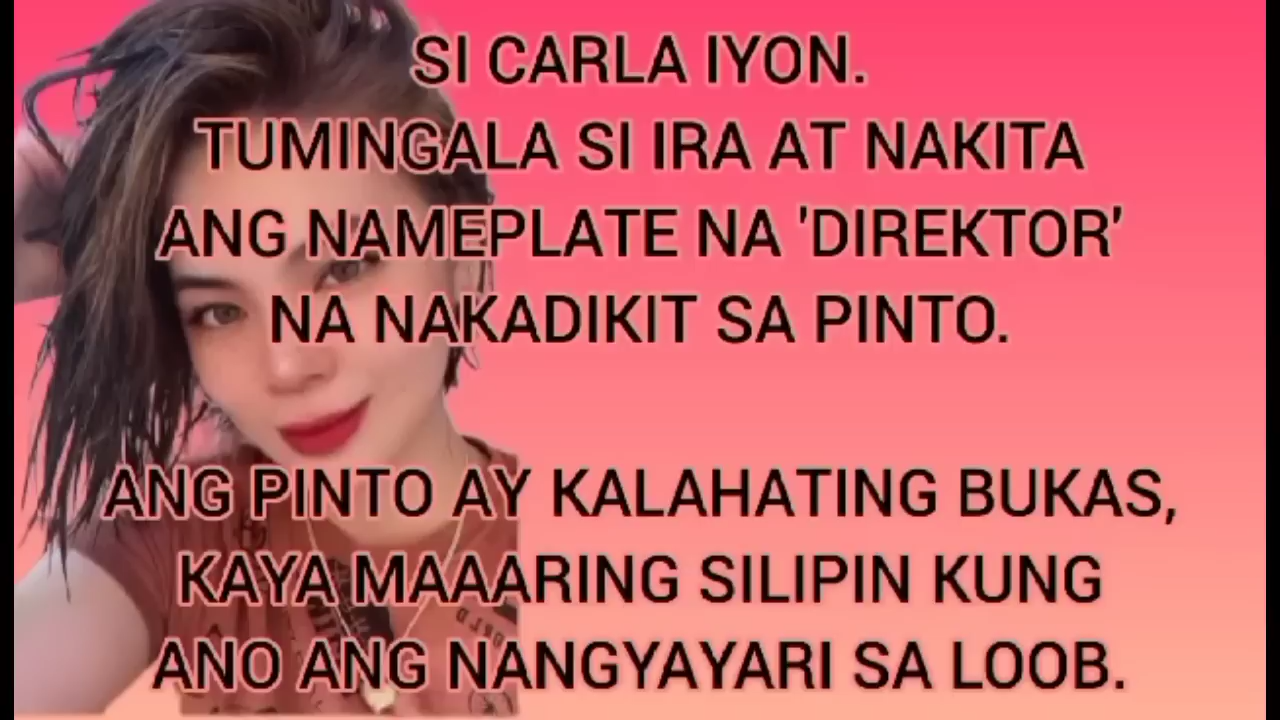 SI CARLA IYON.
TUMINGALA SI IRA AT NAKITA
ANG NAMEPLATE NA 'DIREKTOR'
NA NAKADIKIT SA PINTO.
ANG PINTO AY KALAHATING BUKAS,
KAYA MAAARING SILIPIN KUNG
ANO ANG NANGYAYARI SA LOOB.